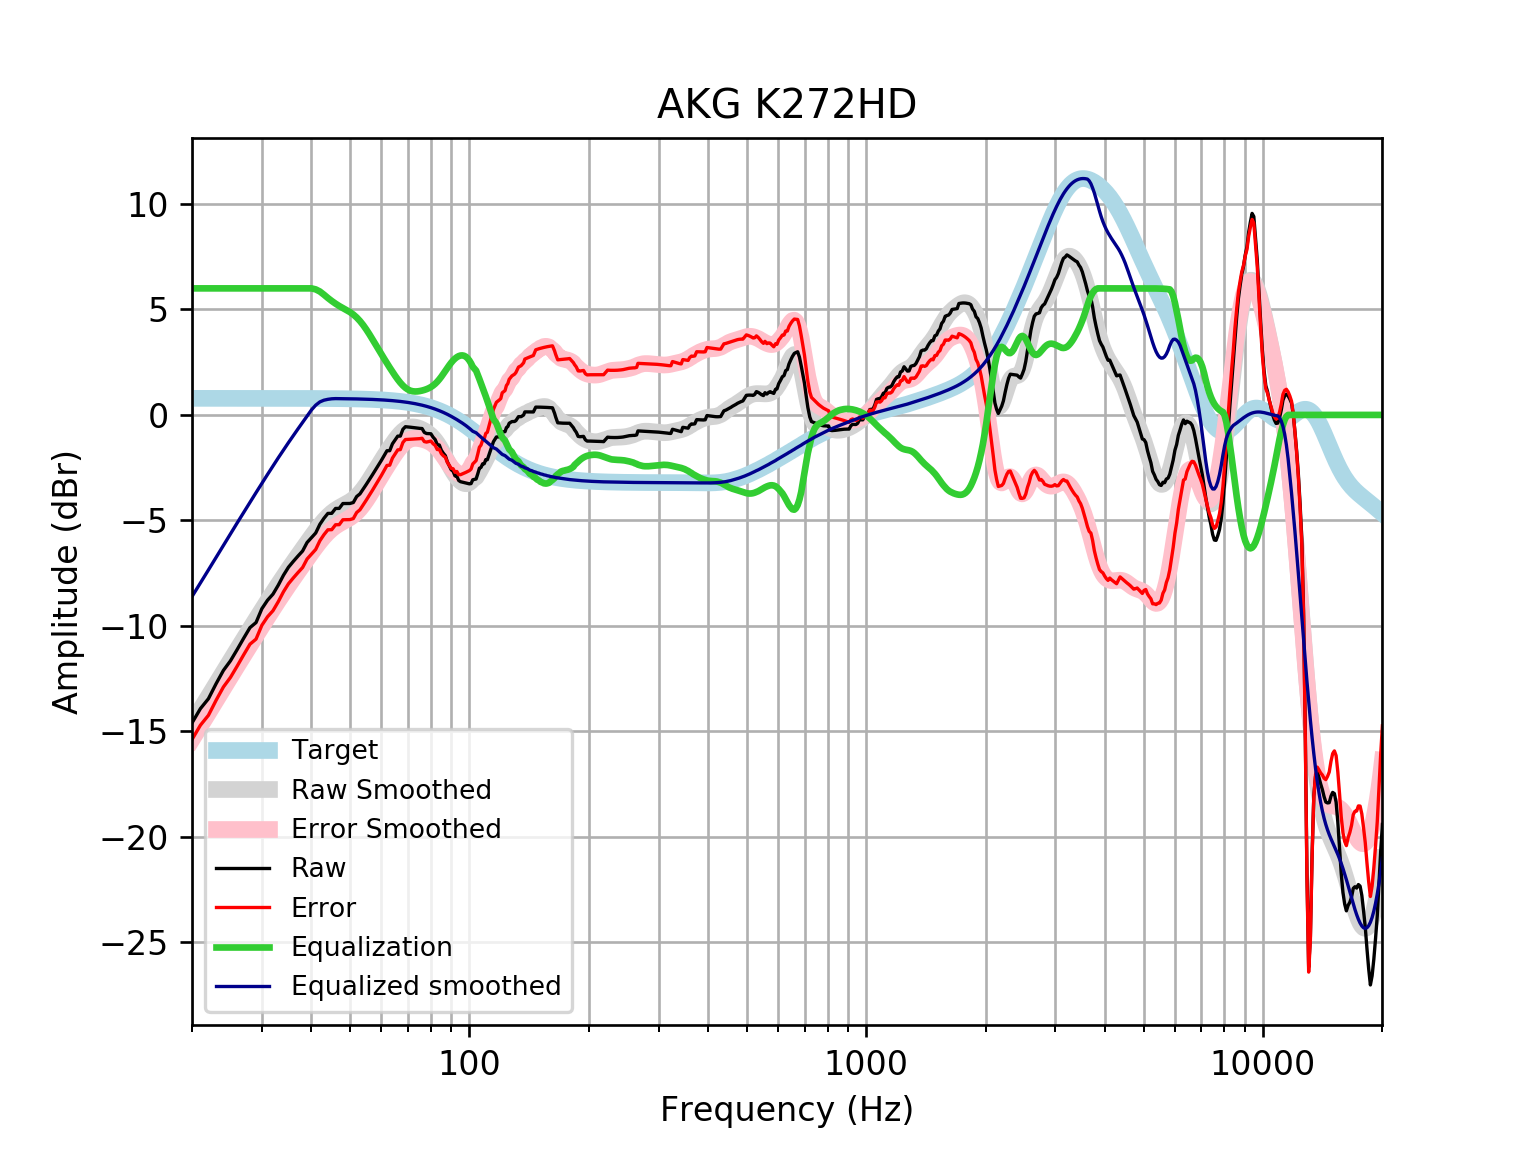 AKG K272HD
Amplitude (dBr)
10
5
0
−5
−10
−15
−20
−25
Target
Raw Smoothed
Error Smoothed
Raw
Error
Equalization
Equalized smoothed
100 1000 10000
Frequency (Hz)